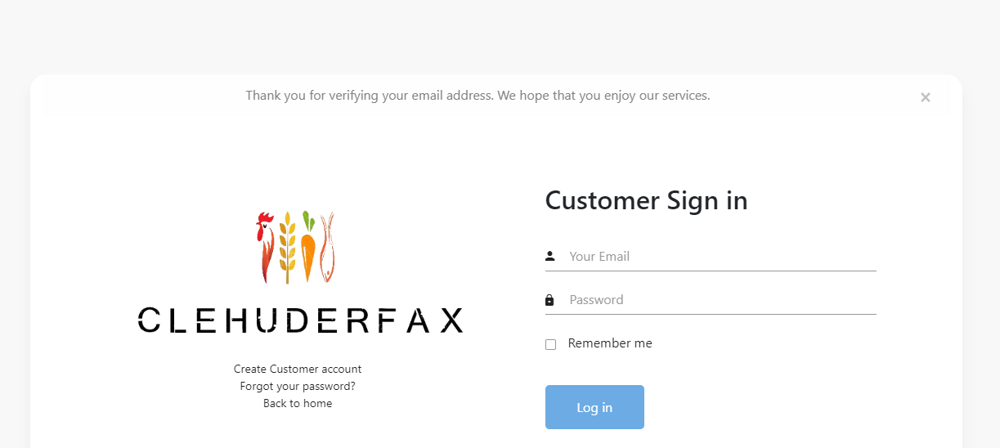 Thank you for verifying your email address. We hope that you enjoy our services.
×
CLEHUDERFAX
Create Customer account
Forgot your password?
Back to home
Customer Sign in
Your Email
Password
Remember me
Log in